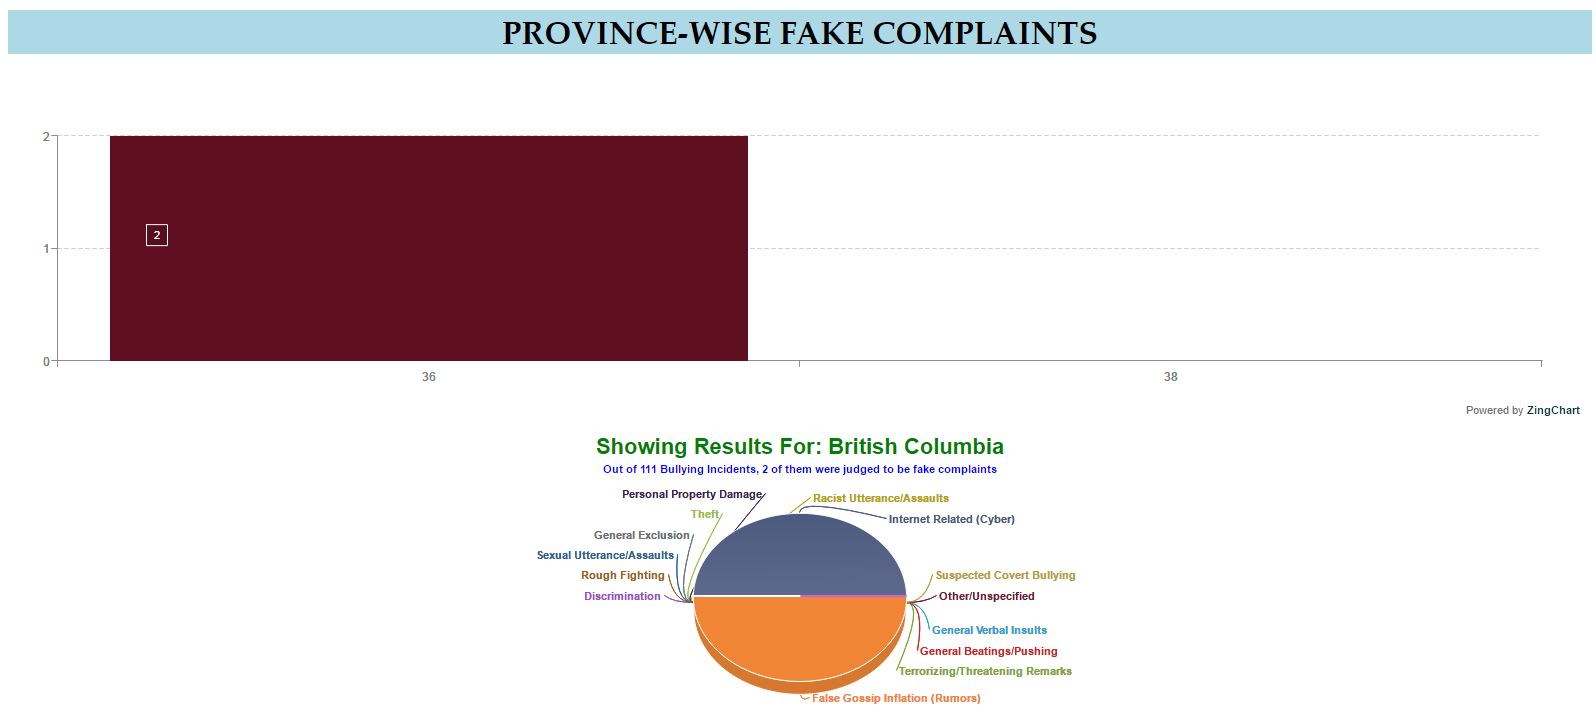 PROVINCE-WISE FAKE COMPLAINTS
2
2
1
0
36
38
Powered by ZingChart
Showing Results For: British Columbia
Out of 111 Bullying Incidents, 2 of them were judged to be fake complaints
Personal Property Damage
Racist Utterance/Assaults
Theft
Internet Related (Cyber)
General Exclusion
Sexual Utterance/Assaults
Rough Fighting
Suspected Covert Bullying
Discrimination
Other/Unspecified
General Verbal Insults
General Beatings/Pushing
Terrorizing/Threatening Remarks
False Gossip Inflation (Rumors)